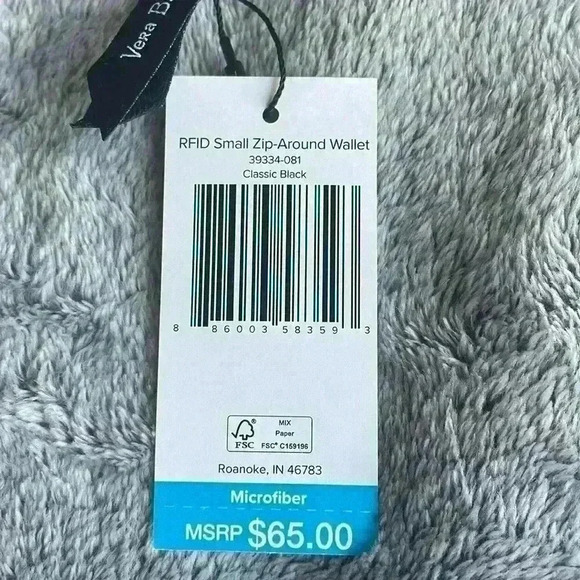 Vera B
RFID Small Zip-Around Wallet
39334-081
Classic Black
8 86003 58359 3
FSC®
MIX
Paper
FSC® C159196
Roanoke, IN 46783
Microfiber
MSRP $65.00